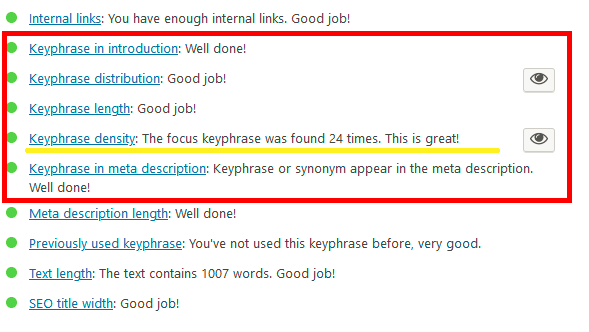 Internal links: You have enough internal links. Good job!
Keyphrase in introduction: Well done!
Keyphrase distribution: Good job!
Keyphrase length: Good job!
Keyphrase density: The focus keyphrase was found 24 times. This is great!
Keyphrase in meta description: Keyphrase or synonym appear in the meta description.
Well done!
Meta description length: Well done!
Previously used keyphrase: You've not used this keyphrase before, very good.
Text length: The text contains 1007 words. Good job!
SEO title width: Good job!